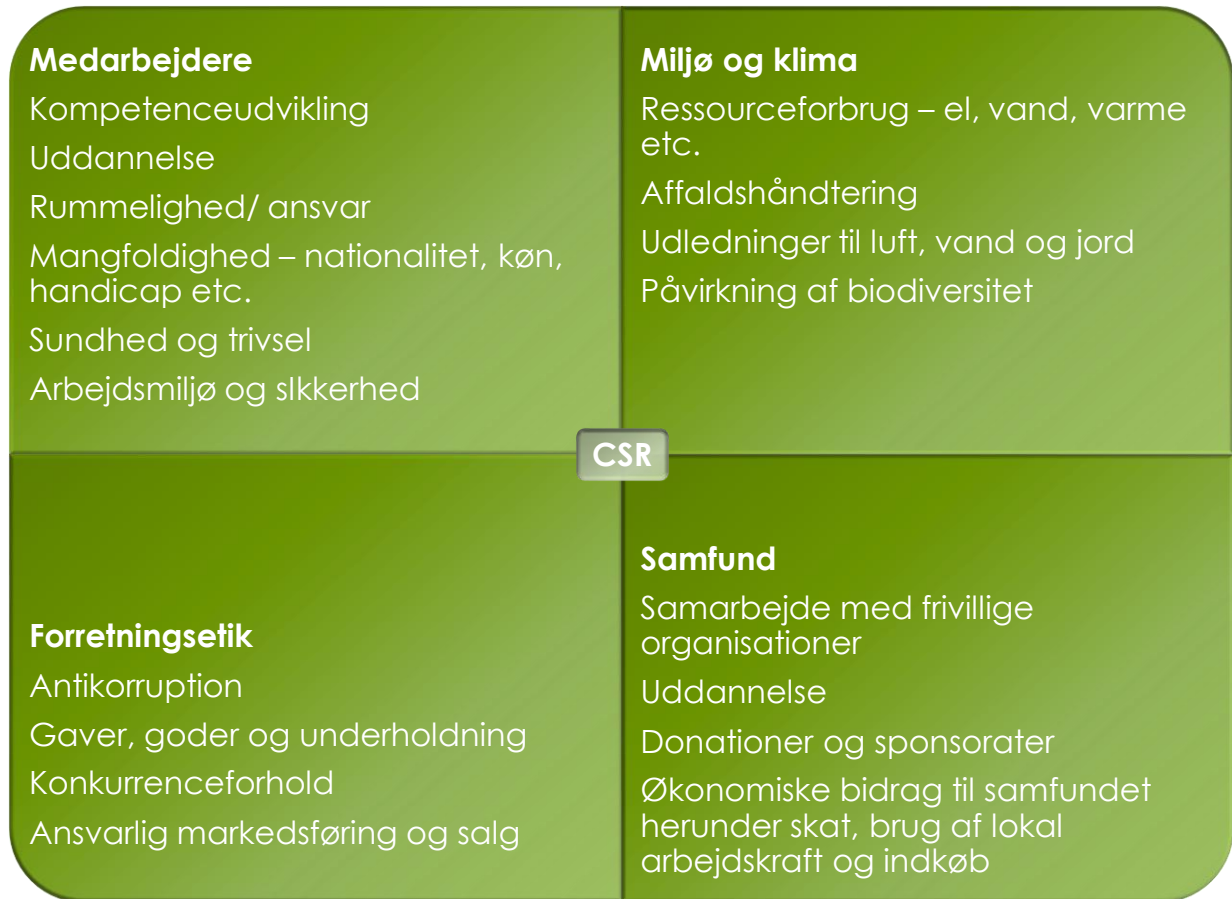 Medarbejdere
Kompetenceudvikling
Uddannelse
Rummelighed/ ansvar
Mangfoldighed – nationalitet, køn,
handicap etc.
Sundhed og trivsel
Arbejdsmiljø og sIkkerhed
Miljø og klima
Ressourceforbrug – el, vand, varme
etc.
Affaldshåndtering
Udledninger til luft, vand og jord
Påvirkning af biodiversitet
CSR
Forretningsetik
Antikorruption
Gaver, goder og underholdning
Konkurrenceforhold
Ansvarlig markedsføring og salg
Samfund
Samarbejde med frivillige
organisationer
Uddannelse
Donationer og sponsorater
Økonomiske bidrag til samfundet
herunder skat, brug af lokal
arbejdskraft og indkøb